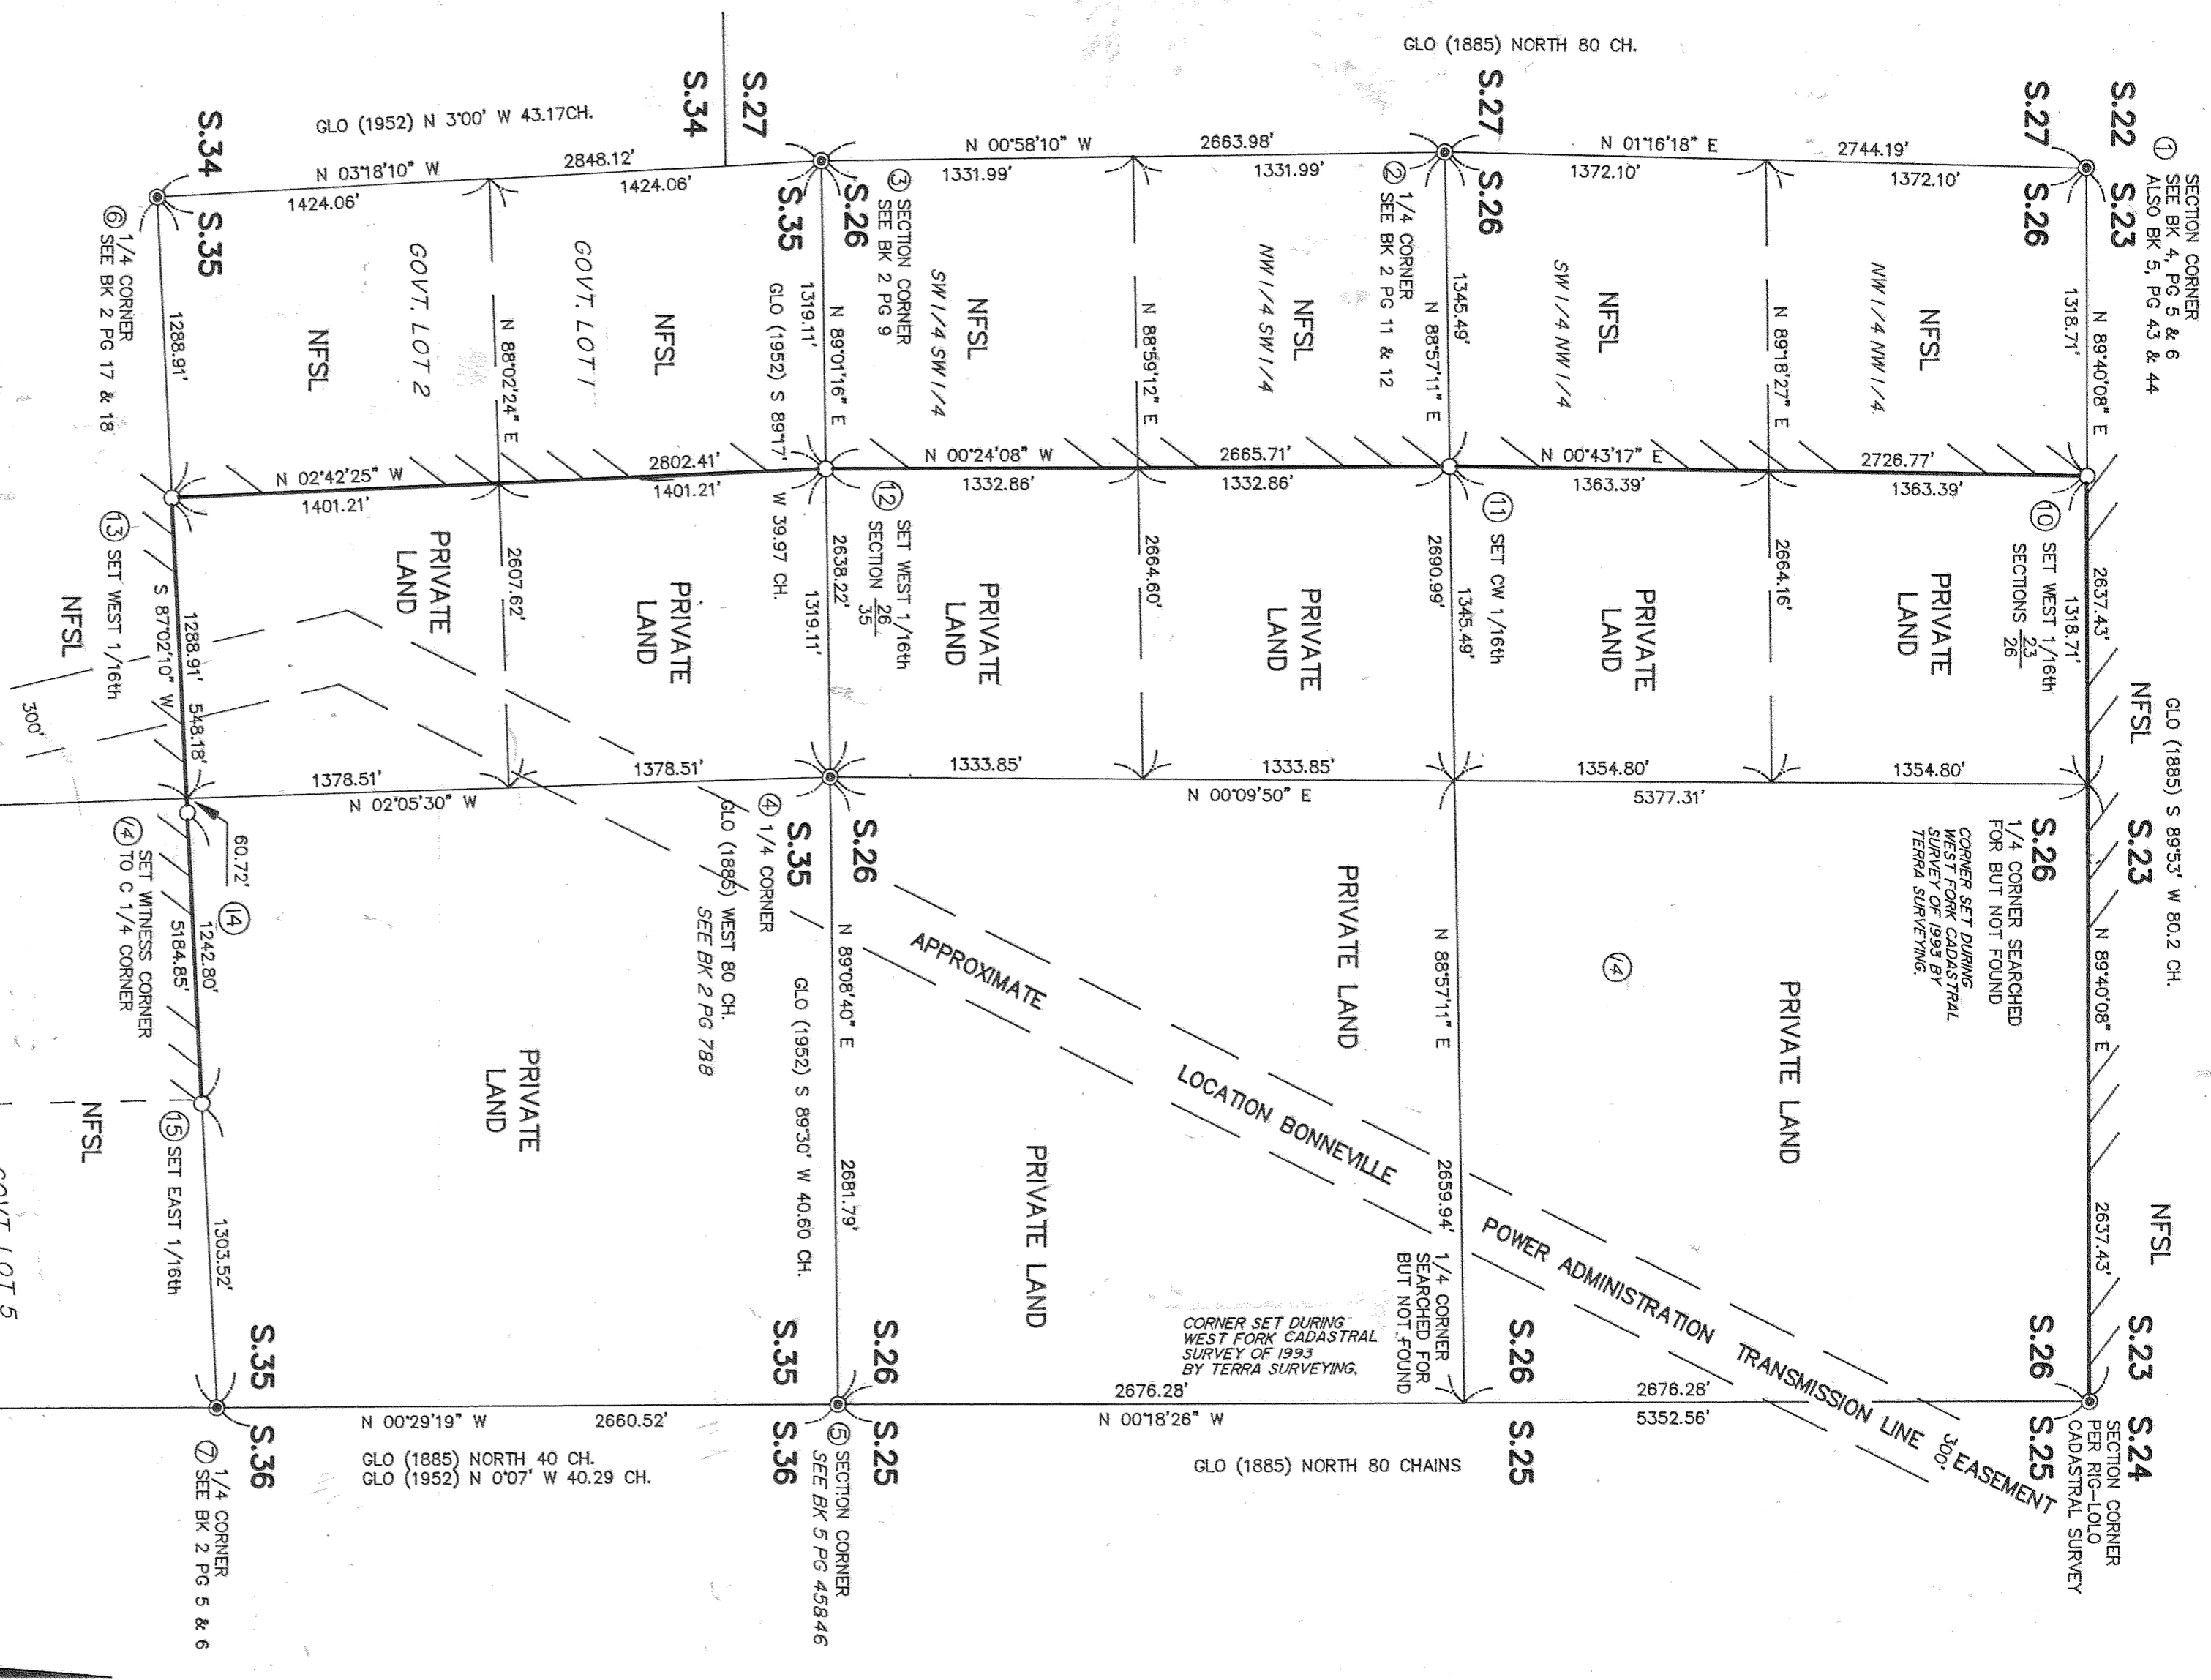 SECTION CORNER
① SEE BK 4, PG 5 & 6
ALSO BK 5, PG 43 & 44
S.22
S.23
S.27
S.26
N 89°40'08" E
1318.71'
GLO (1885) S 89°53' W 80.2 CH.
NFSL
2637.43'
1318.71'
⑩ SET WEST 1/16th
SECTIONS 23
26
S.23
S.26
1/4 CORNER SEARCHED
FOR BUT NOT FOUND
CORNER SET DURING
WEST FORK CADASTRAL
SURVEY OF 1993 BY
TERRA SURVEYING.
N 89°40'08" E
2637.43'
NFSL
S.23
S.24
S.26
S.25
SECTION CORNER
PER RIG-LOLO
CADASTRAL SURVEY
2744.19'
1372.10'
N 01°16'18" E
1372.10'
NFSL
NW 1/4 NW 1/4
N 89°18'27" E
NFSL
SW 1/4 NW 1/4
2726.77'
1363.39'
N 00°43'17" E
1363.39'
PRIVATE
LAND
2664.16'
PRIVATE
LAND
1354.80'
1354.80'
5377.31'
PRIVATE LAND
⑭
2676.28'
5352.56'
300'
GLO (1885) NORTH 80 CH.
S.27
S.26
② 1/4 CORNER
SEE BK 2 PG 11 & 12
1345.49'
N 88°57'11" E
⑪ SET CW 1/16th
2690.99'
1345.49'
N 88°57'11" E
2659.94'
1/4 CORNER
SEARCHED FOR
BUT NOT FOUND
S.26
S.25
CORNER SET DURING
WEST FORK CADASTRAL
SURVEY OF 1993
BY TERRA SURVEYING.
2663.98'
1331.99'
N 00°58'10" W
1331.99'
NFSL
NW 1/4 SW 1/4
N 88°59'12" E
NFSL
SW 1/4 SW 1/4
2665.71'
1332.86'
N 00°24'08" W
1332.86'
PRIVATE
LAND
2664.60'
PRIVATE
LAND
1333.85'
1333.85'
N 00°09'50" E
PRIVATE LAND
PRIVATE LAND
APPROXIMATE LOCATION BONNEVILLE POWER ADMINISTRATION TRANSMISSION LINE EASEMENT
2676.28'
N 00°18'26" W
GLO (1885) NORTH 80 CHAINS
③ SECTION CORNER
SEE BK 2 PG 9
S.27
S.34
S.26
S.35
N 89°01'16" E
1319.11'
GLO (1952) S 89°17' W 39.97 CH.
⑫ SET WEST 1/16th
SECTION 26
35
2638.22'
1319.11'
S.26
S.35
④ 1/4 CORNER
GLO (1885) WEST 80 CH.
SEE BK 2 PG 788
N 89°08'40" E
2681.79'
GLO (1952) S 89°30' W 40.60 CH.
S.26
S.25
S.35
S.36
⑤ SECTION CORNER
SEE BK 5 PG 45846
GLO (1952) N 3°00' W 43.17CH.
2848.12'
1424.06'
N 03°18'10" W
1424.06'
NFSL
GOVT. LOT 1
N 88°02'24" E
GOVT. LOT 2
NFSL
2802.41'
1401.21'
N 02°42'25" W
1401.21'
PRIVATE
LAND
2607.62'
PRIVATE
LAND
1378.51'
1378.51'
N 02°05'30" W
PRIVATE
LAND
N 00°29'19" W
2660.52'
GLO (1885) NORTH 40 CH.
GLO (1952) N 0°07' W 40.29 CH.
S.34
S.35
⑥ 1/4 CORNER
SEE BK 2 PG 17 & 18
1288.91'
⑬ SET WEST 1/16th
1288.91'
548.18'
S 87°02'10" W
NFSL
300'
60.72'
⑭
SET WITNESS CORNER
⑭ TO C 1/4 CORNER
1242.80'
5184.85'
⑮ SET EAST 1/16th
NFSL
1303.52'
S.35
S.36
⑦ 1/4 CORNER
SEE BK 2 PG 5 & 6
GOVT LOT 5